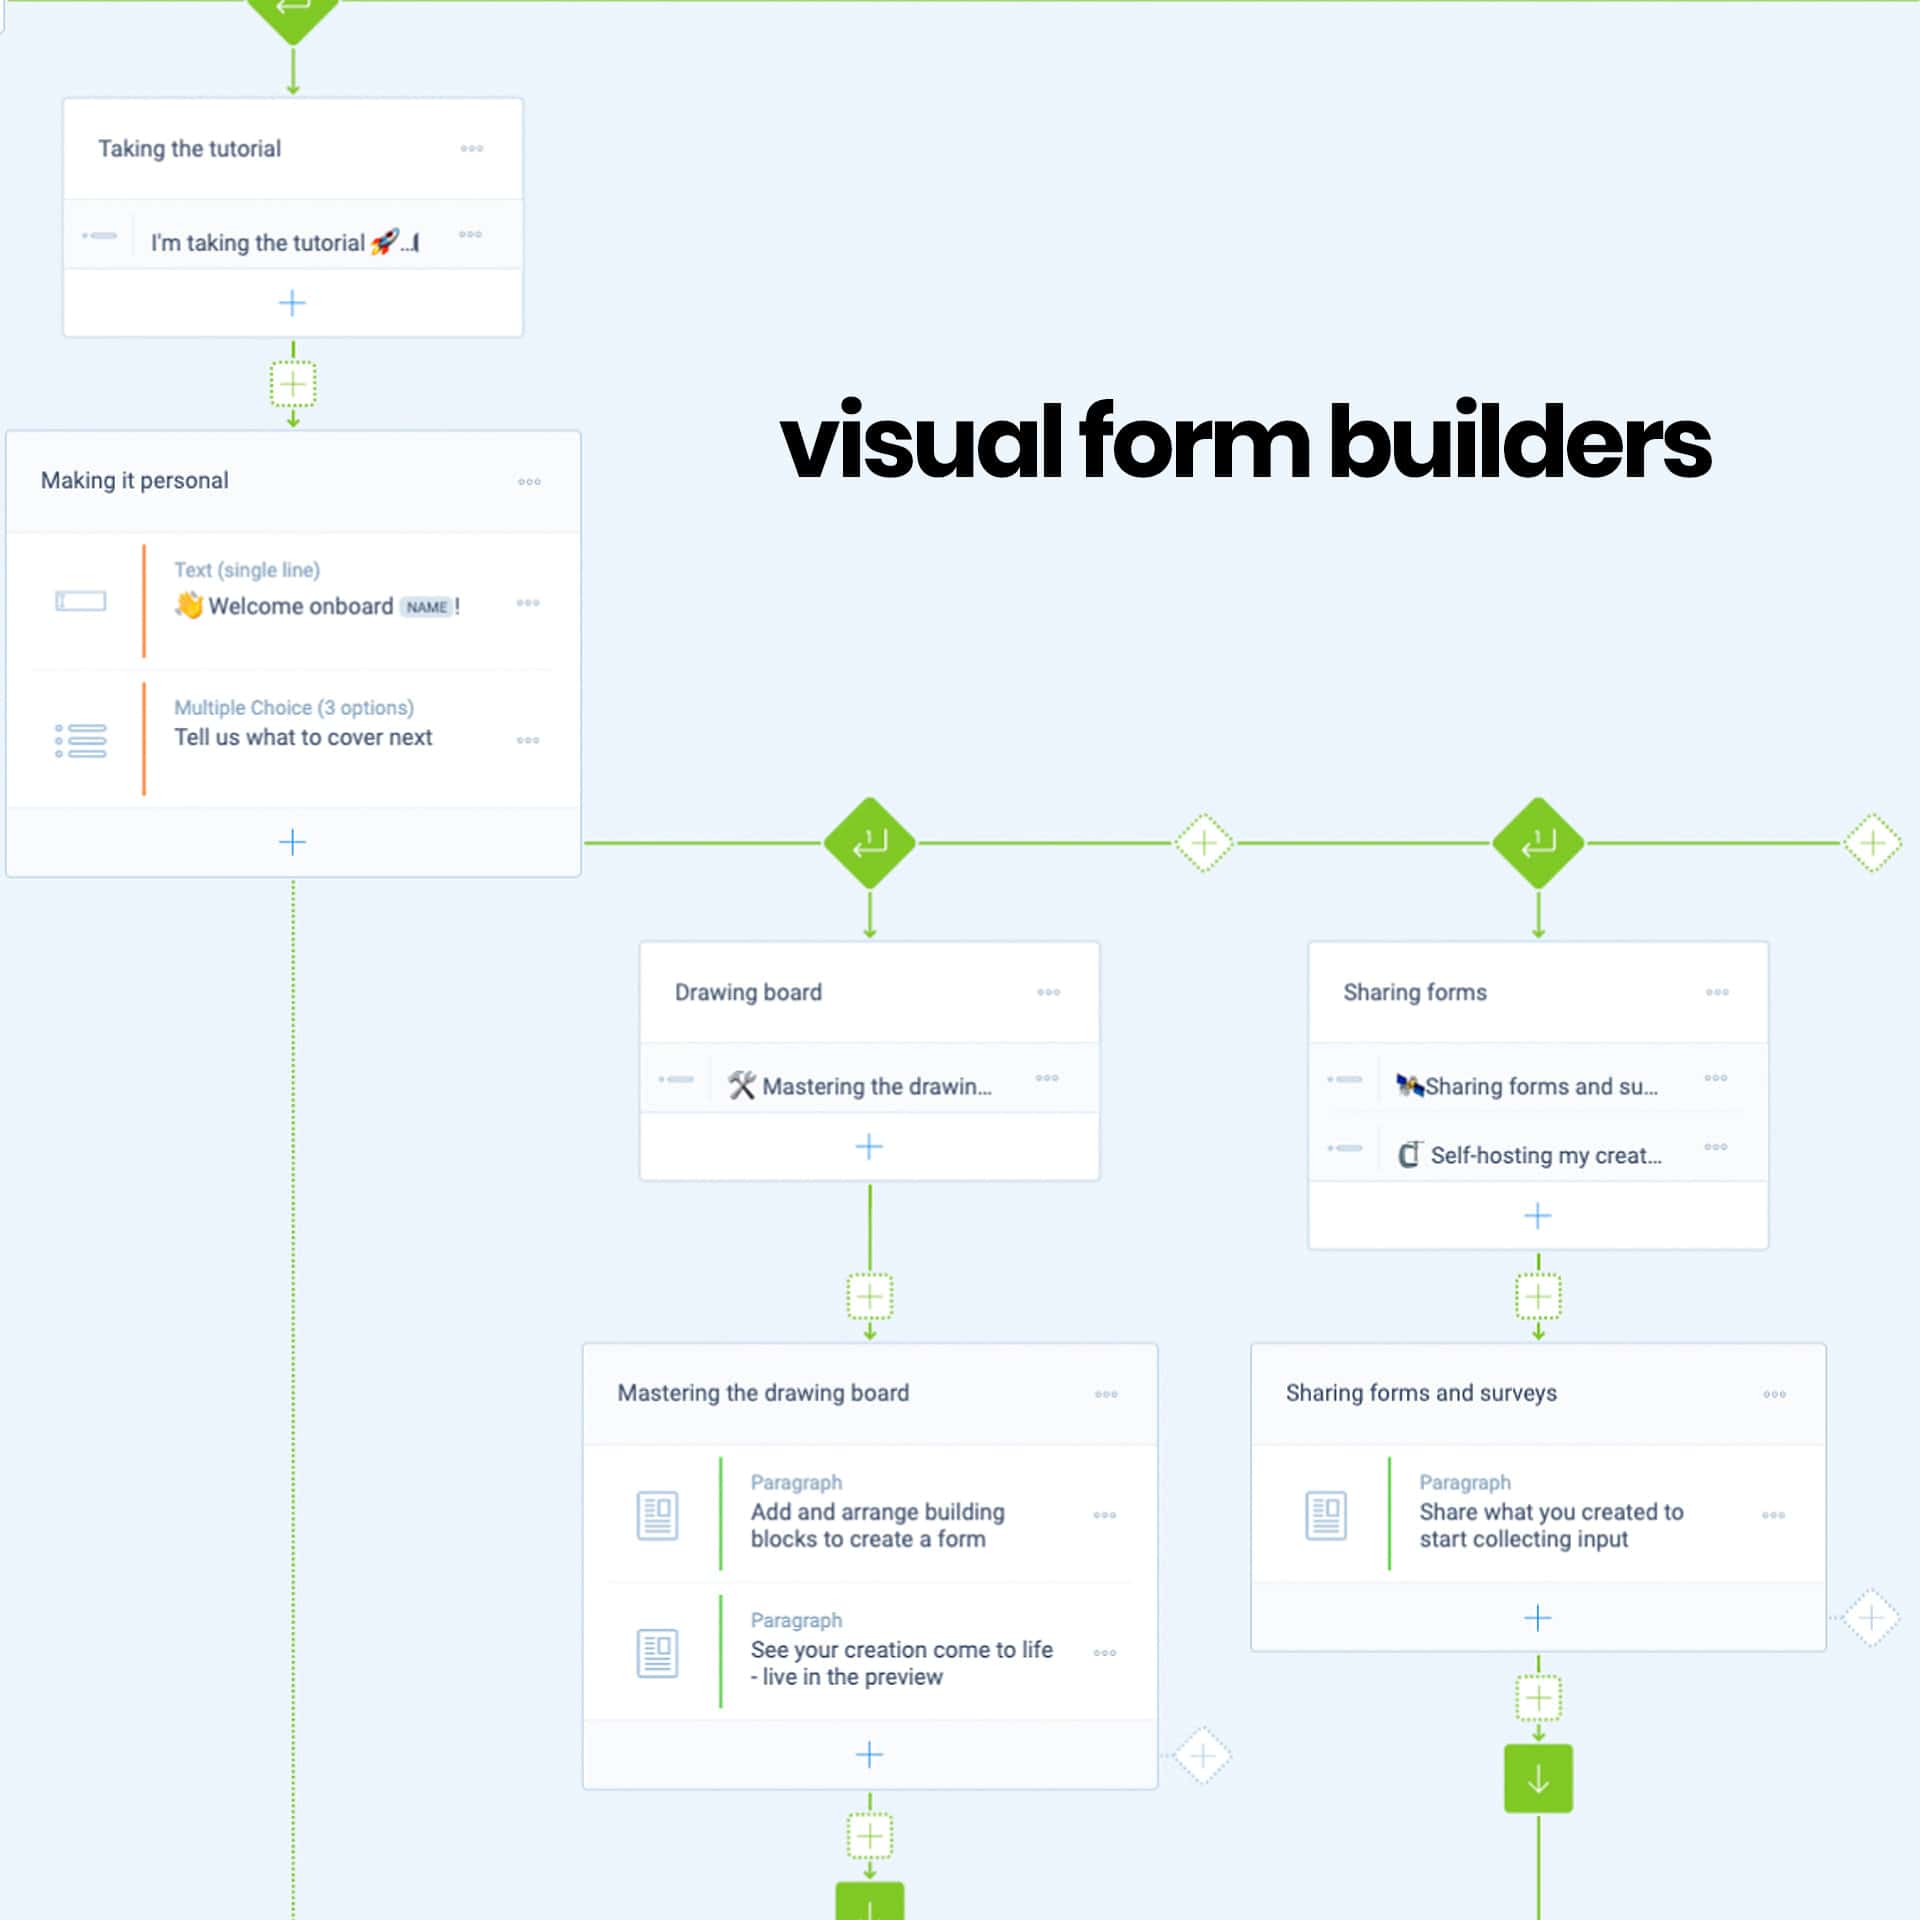 Taking the tutorial
I'm taking the tutorial 🚀...
visual form builders
Making it personal
Text (single line)
👋 Welcome onboard NAME !
Multiple Choice (3 options)
Tell us what to cover next
Drawing board
🛠 Mastering the drawin...
Sharing forms
🛰Sharing forms and su...
Self-hosting my creat...
Mastering the drawing board
Paragraph
Add and arrange building
blocks to create a form
Paragraph
See your creation come to life
- live in the preview
Sharing forms and surveys
Paragraph
Share what you created to
start collecting input